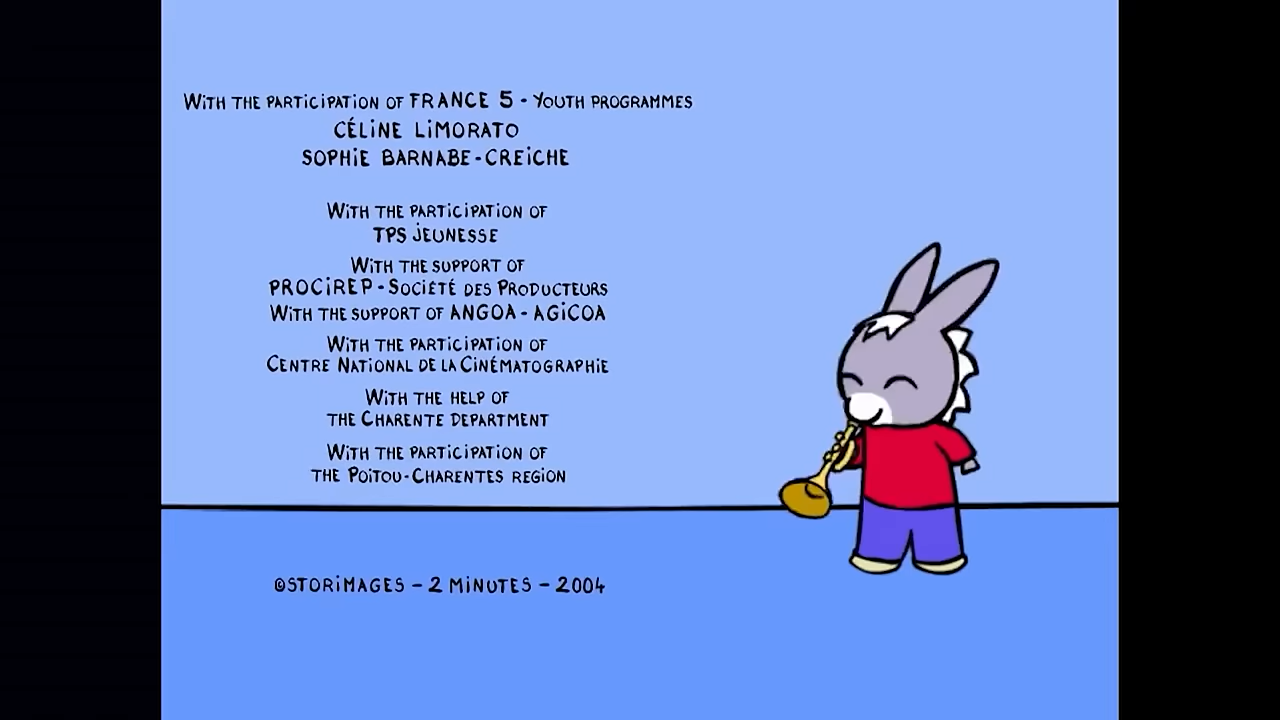 WiTH THE PARTiCiPATiON OF FRANCE 5 - YOUTH PROGRAMMES
CÉLiNE LiMORATO
SOPHiE BARNABE-CREiCHE
WiTH THE PARTiCiPATiON OF
TPS JEUNESSE
WiTH THE SUPPORT OF
PROCiREP - SOCiÉTÉ DES PRODUCTEURS
WiTH THE SUPPORT OF ANGOA - AGiCOA
WiTH THE PARTiCiPATiON OF
CENTRE NATiONAL DE LA CiNÉMATOGRAPHiE
WiTH THE HELP OF
THE CHARENTE DEPARTMENT
WiTH THE PARTiCiPATiON OF
THE POiTOU-CHARENTES REGiON
©STORiMAGES - 2 MiNUTES - 2004